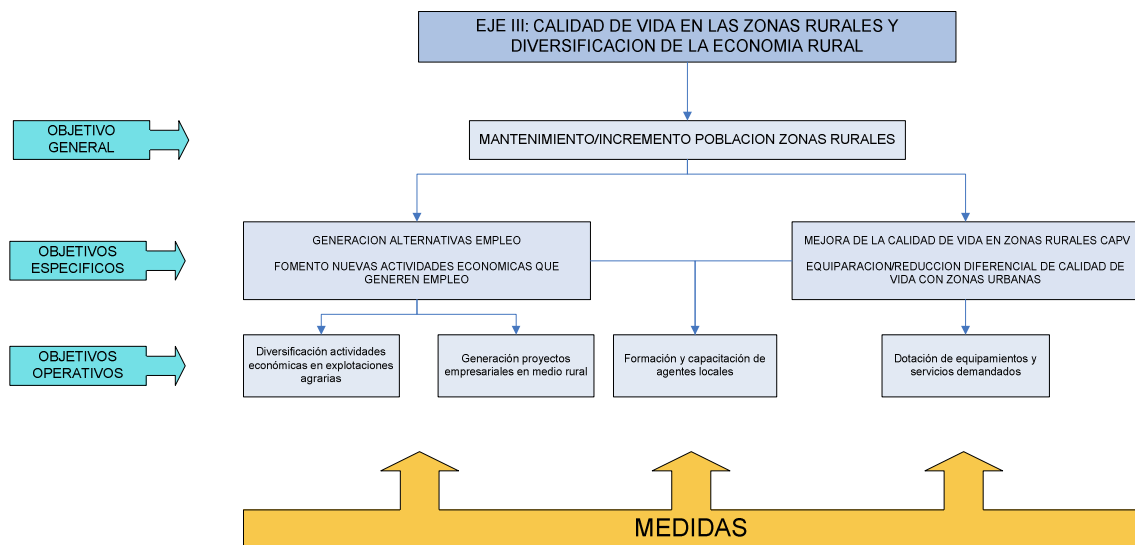 EJE III: CALIDAD DE VIDA EN LAS ZONAS RURALES Y
DIVERSIFICACION DE LA ECONOMIA RURAL
OBJETIVO
GENERAL
MANTENIMIENTO/INCREMENTO POBLACION ZONAS RURALES
OBJETIVOS
ESPECIFICOS
GENERACION ALTERNATIVAS EMPLEO
FOMENTO NUEVAS ACTIVIDADES ECONOMICAS QUE
GENEREN EMPLEO
MEJORA DE LA CALIDAD DE VIDA EN ZONAS RURALES CAPV
EQUIPARACION/REDUCCION DIFERENCIAL DE CALIDAD DE
VIDA CON ZONAS URBANAS
OBJETIVOS
OPERATIVOS
Diversificación actividades
económicas en explotaciones
agrarias
Generación proyectos
empresariales en medio rural
Formación y capacitación de
agentes locales
Dotación de equipamientos y
servicios demandados
MEDIDAS